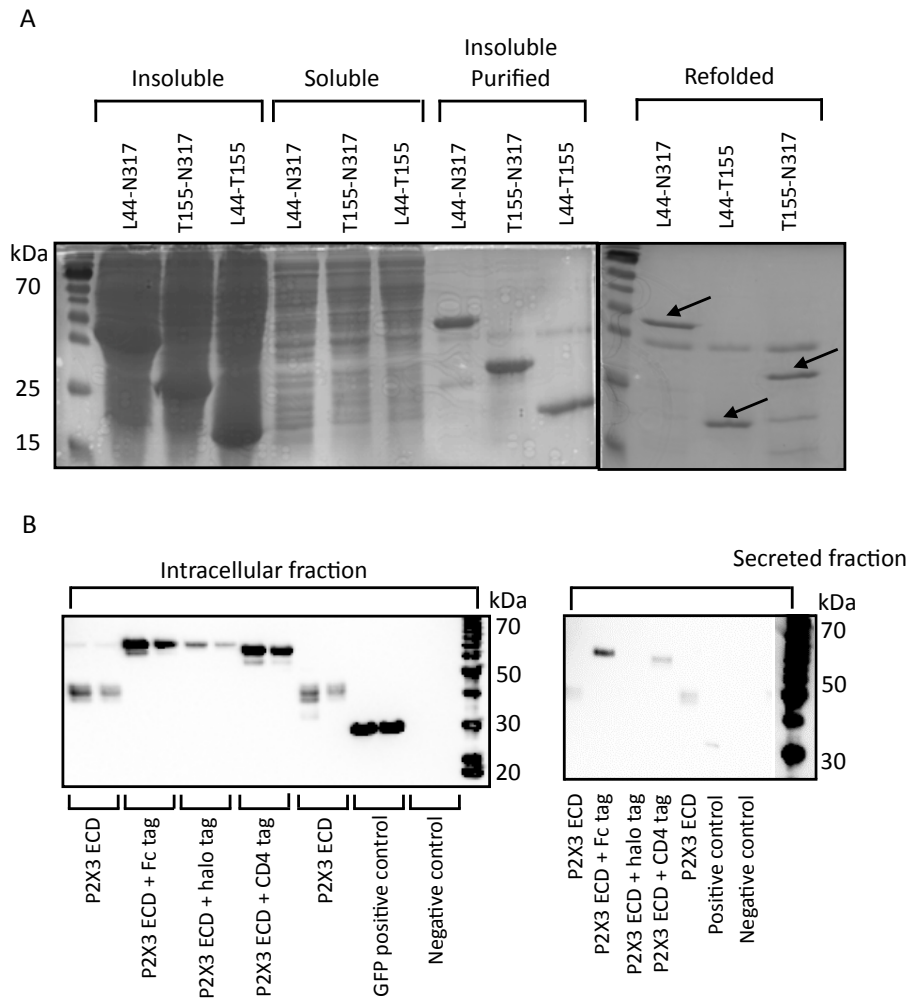 A
Insoluble
Soluble
Insoluble
Purified
Refolded
L44-N317
T155-N317
L44-T155
L44-N317
T155-N317
L44-T155
L44-N317
T155-N317
L44-T155
L44-N317
L44-T155
T155-N317
kDa
70
25
15
B
Intracellular fraction
kDa
70
50
30
20
P2X3 ECD
P2X3 ECD + Fc tag
P2X3 ECD + halo tag
P2X3 ECD + CD4 tag
P2X3 ECD
GFP positive control
Negative control
Secreted fraction
kDa
70
50
30
P2X3 ECD
P2X3 ECD + Fc tag
P2X3 ECD + halo tag
P2X3 ECD + CD4 tag
P2X3 ECD
Positive control
Negative control